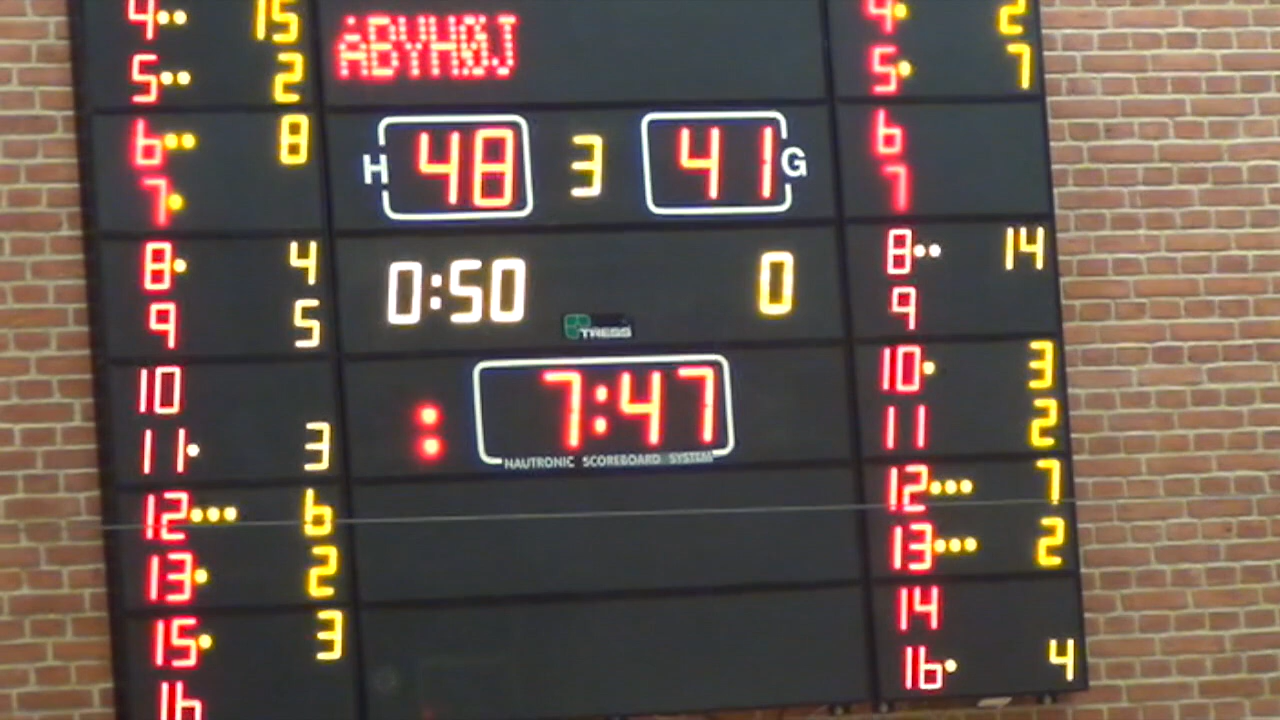 4 15 ABYHØJ 4 2
5 2 5 7
6 8 H 48 3 41 G 6
7 7
8 4 0:50 0 8 14
9 5 TRESS 9
10 7:47 10 3
11 3 : 11 2
NAUTRONIC SCOREBOARD SYSTEM
12 6 12 7
13 2 13 2
15 3 14
16 16 4